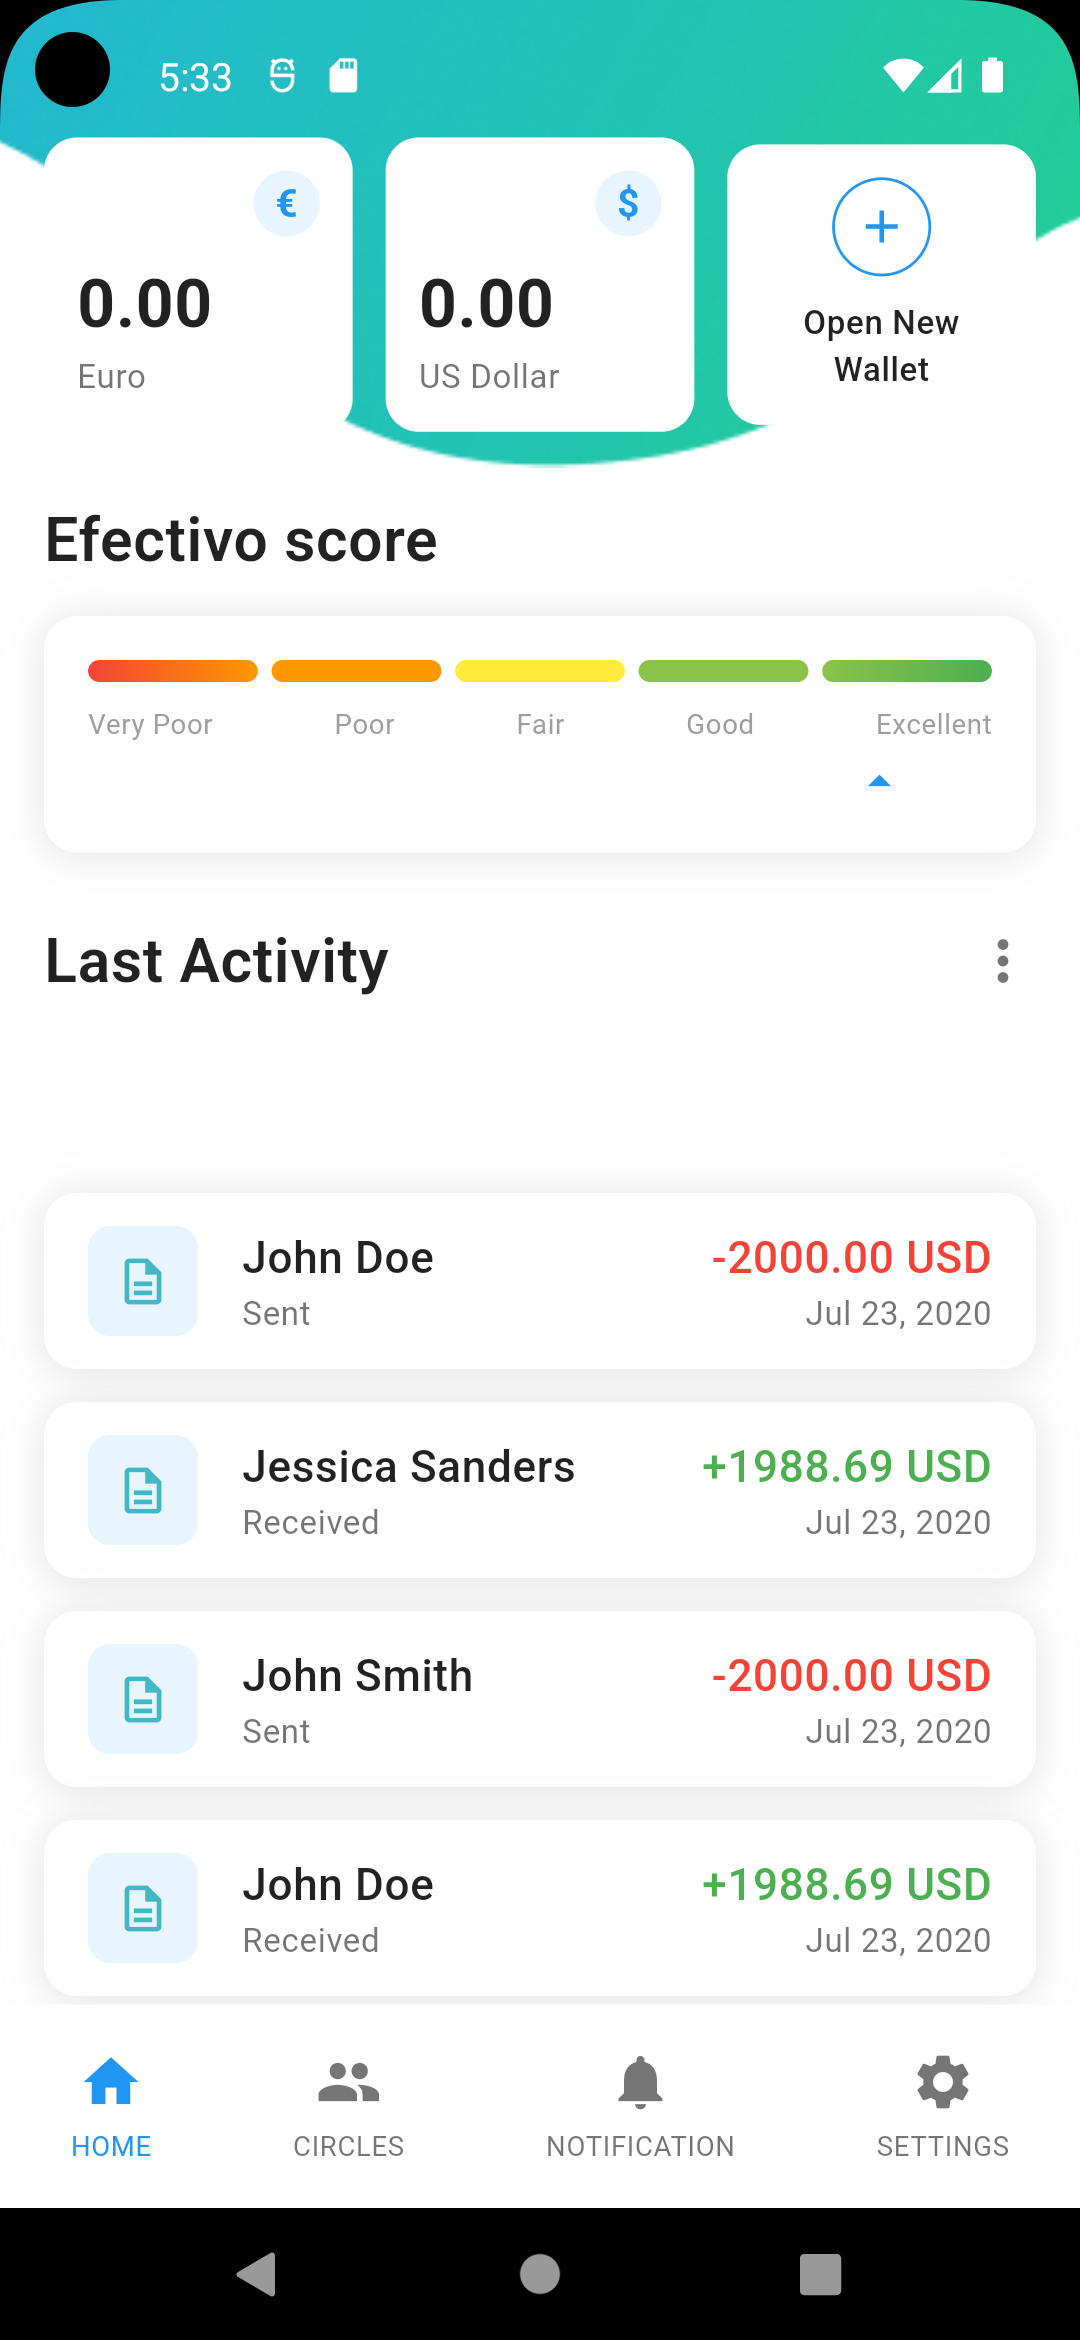 5:33
€
0.00
Euro
$
0.00
US Dollar
Open New
Wallet
Efectivo score
Very Poor Poor Fair Good Excellent
Last Activity
John Doe -2000.00 USD
Sent Jul 23, 2020
Jessica Sanders +1988.69 USD
Received Jul 23, 2020
John Smith -2000.00 USD
Sent Jul 23, 2020
John Doe +1988.69 USD
Received Jul 23, 2020
HOME CIRCLES NOTIFICATION SETTINGS